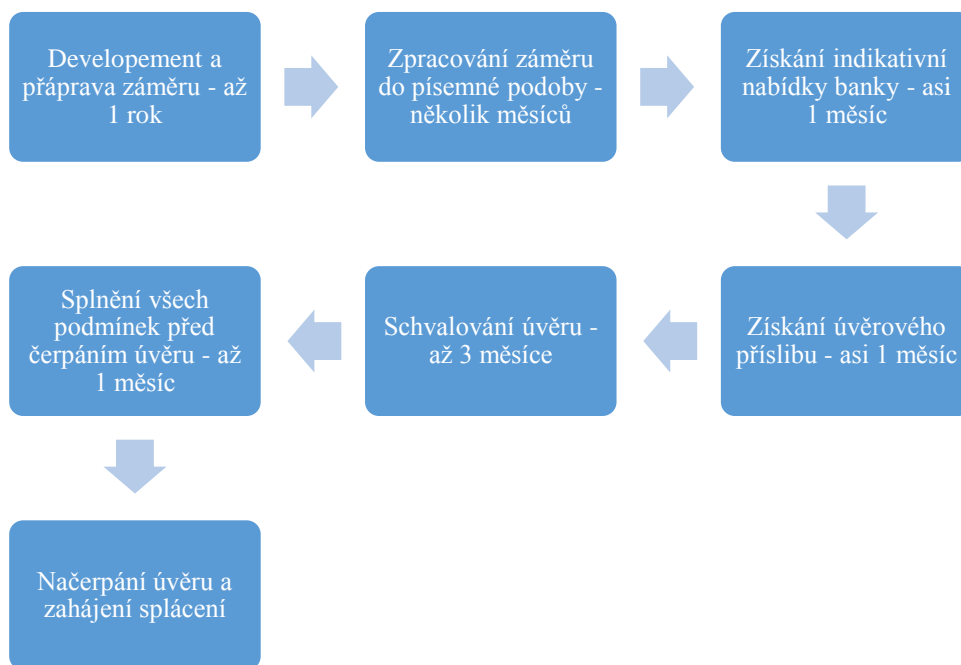 Developement a
přáprava záměru - až
1 rok
Zpracování záměru
do písemné podoby -
několik měsíců
Získání indikativní
nabídky banky - asi
1 měsíc
Získání úvěrového
příslibu - asi 1 měsíc
Schvalování úvěru -
až 3 měsíce
Splnění všech
podmínek před
čerpáním úvěru - až
1 měsíc
Načerpání úvěru a
zahájení splácení